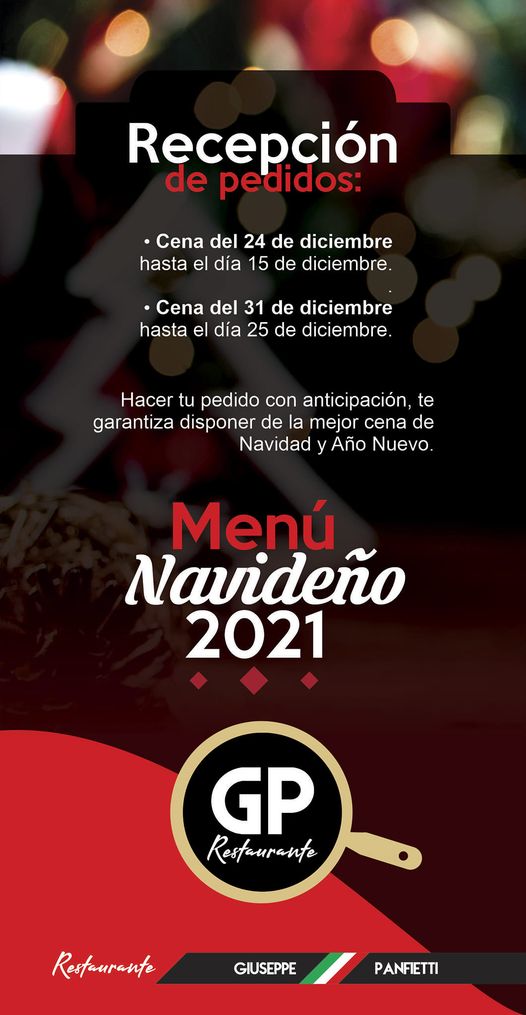 Recepción
de pedidos:
• Cena del 24 de diciembre
hasta el día 15 de diciembre.
.
• Cena del 31 de diciembre
hasta el día 25 de diciembre.
Hacer tu pedido con anticipación, te
garantiza disponer de la mejor cena de
Navidad y Año Nuevo.
Menú
Navideño
2021
GP
Restaurante
Restaurante GIUSEPPE PANFIETTI